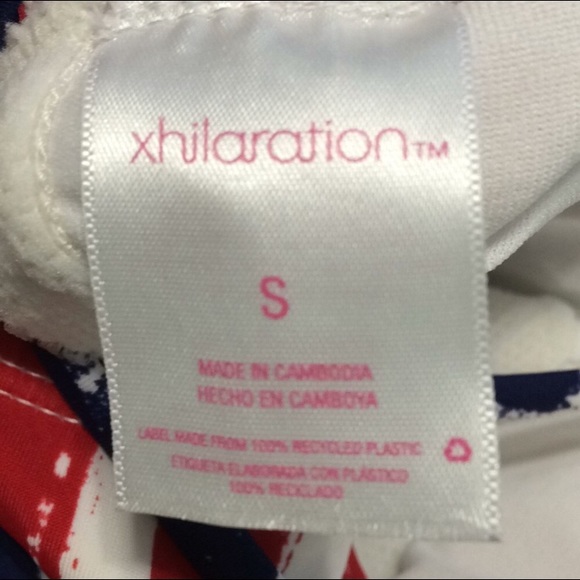 xhilaration™
S
MADE IN CAMBODIA
HECHO EN CAMBOYA
LABEL MADE FROM 100% RECYCLED PLASTIC
ETIQUETA ELABORADA CON PLÁSTICO
100% RECICLADO